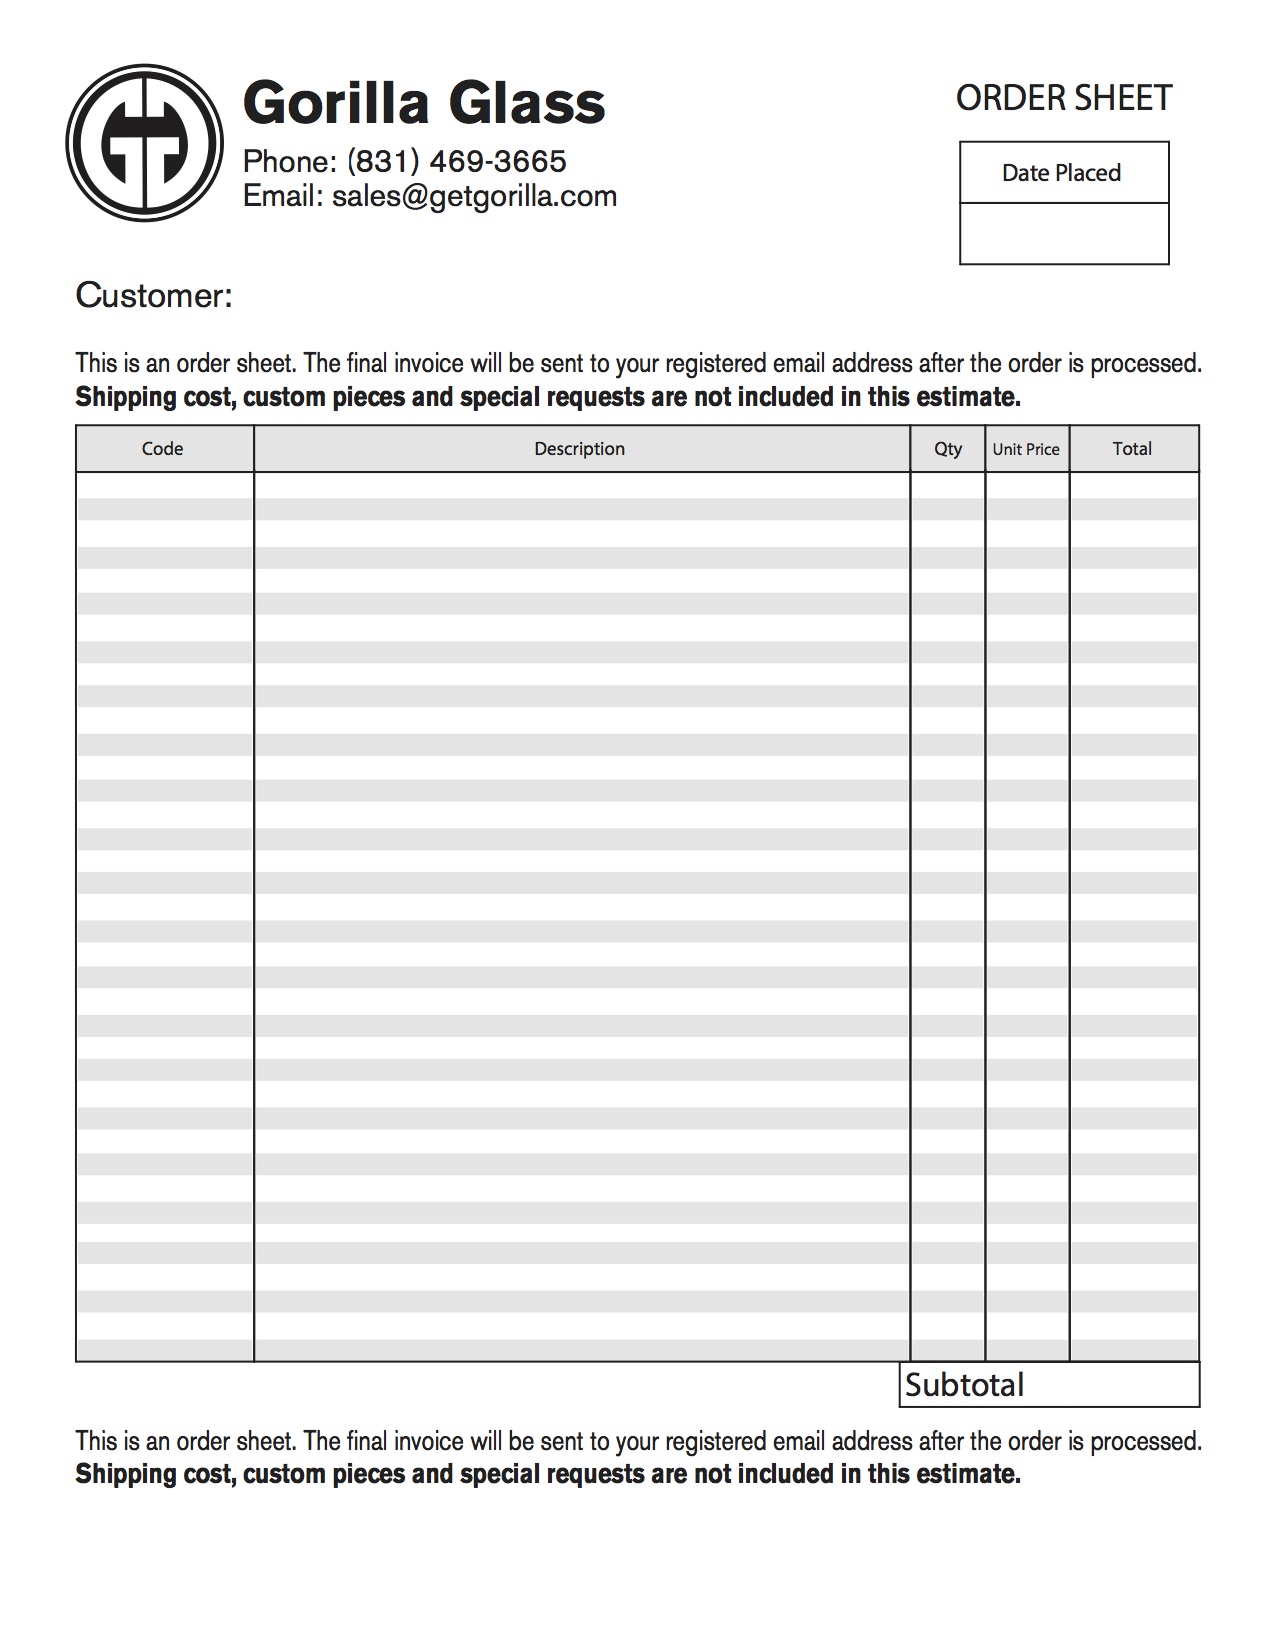 Gorilla Glass
Phone: (831) 469-3665
Email: sales@getgorilla.com
ORDER SHEET
Date Placed
Customer:
This is an order sheet. The final invoice will be sent to your registered email address after the order is processed.
Shipping cost, custom pieces and special requests are not included in this estimate.
Code Description Qty Unit Price Total
Subtotal
This is an order sheet. The final invoice will be sent to your registered email address after the order is processed.
Shipping cost, custom pieces and special requests are not included in this estimate.